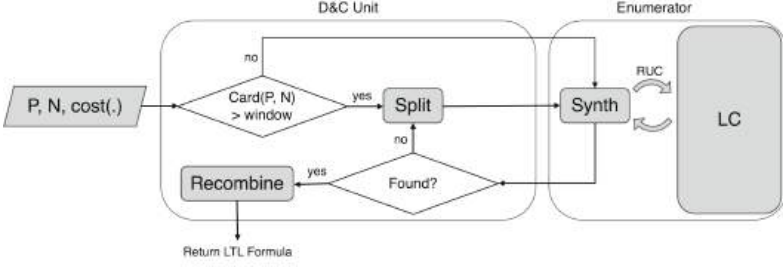 D&C Unit
Enumerator
no
RUC
P, N, cost(.)
Card(P, N)
> window
yes
Split
Synth
LC
no
Recombine
yes
Found?
Return LTL Formula